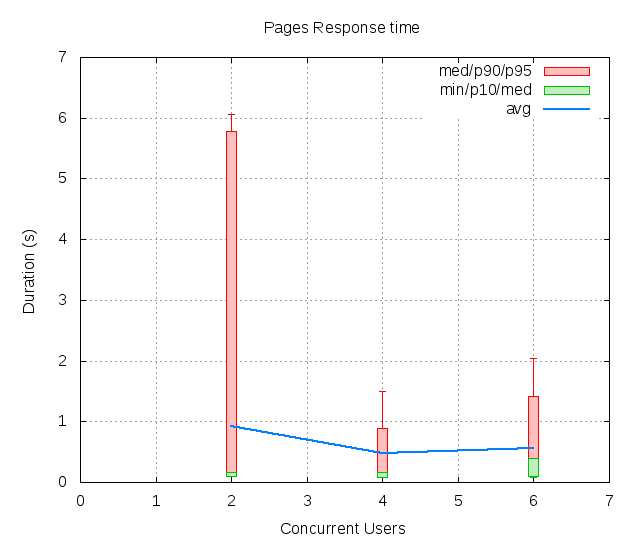 Pages Response time
7
med/p90/p95
min/p10/med
avg
6
5
4
3
2
1
0
Duration (s)
0 1 2 3 4 5 6 7
Concurrent Users